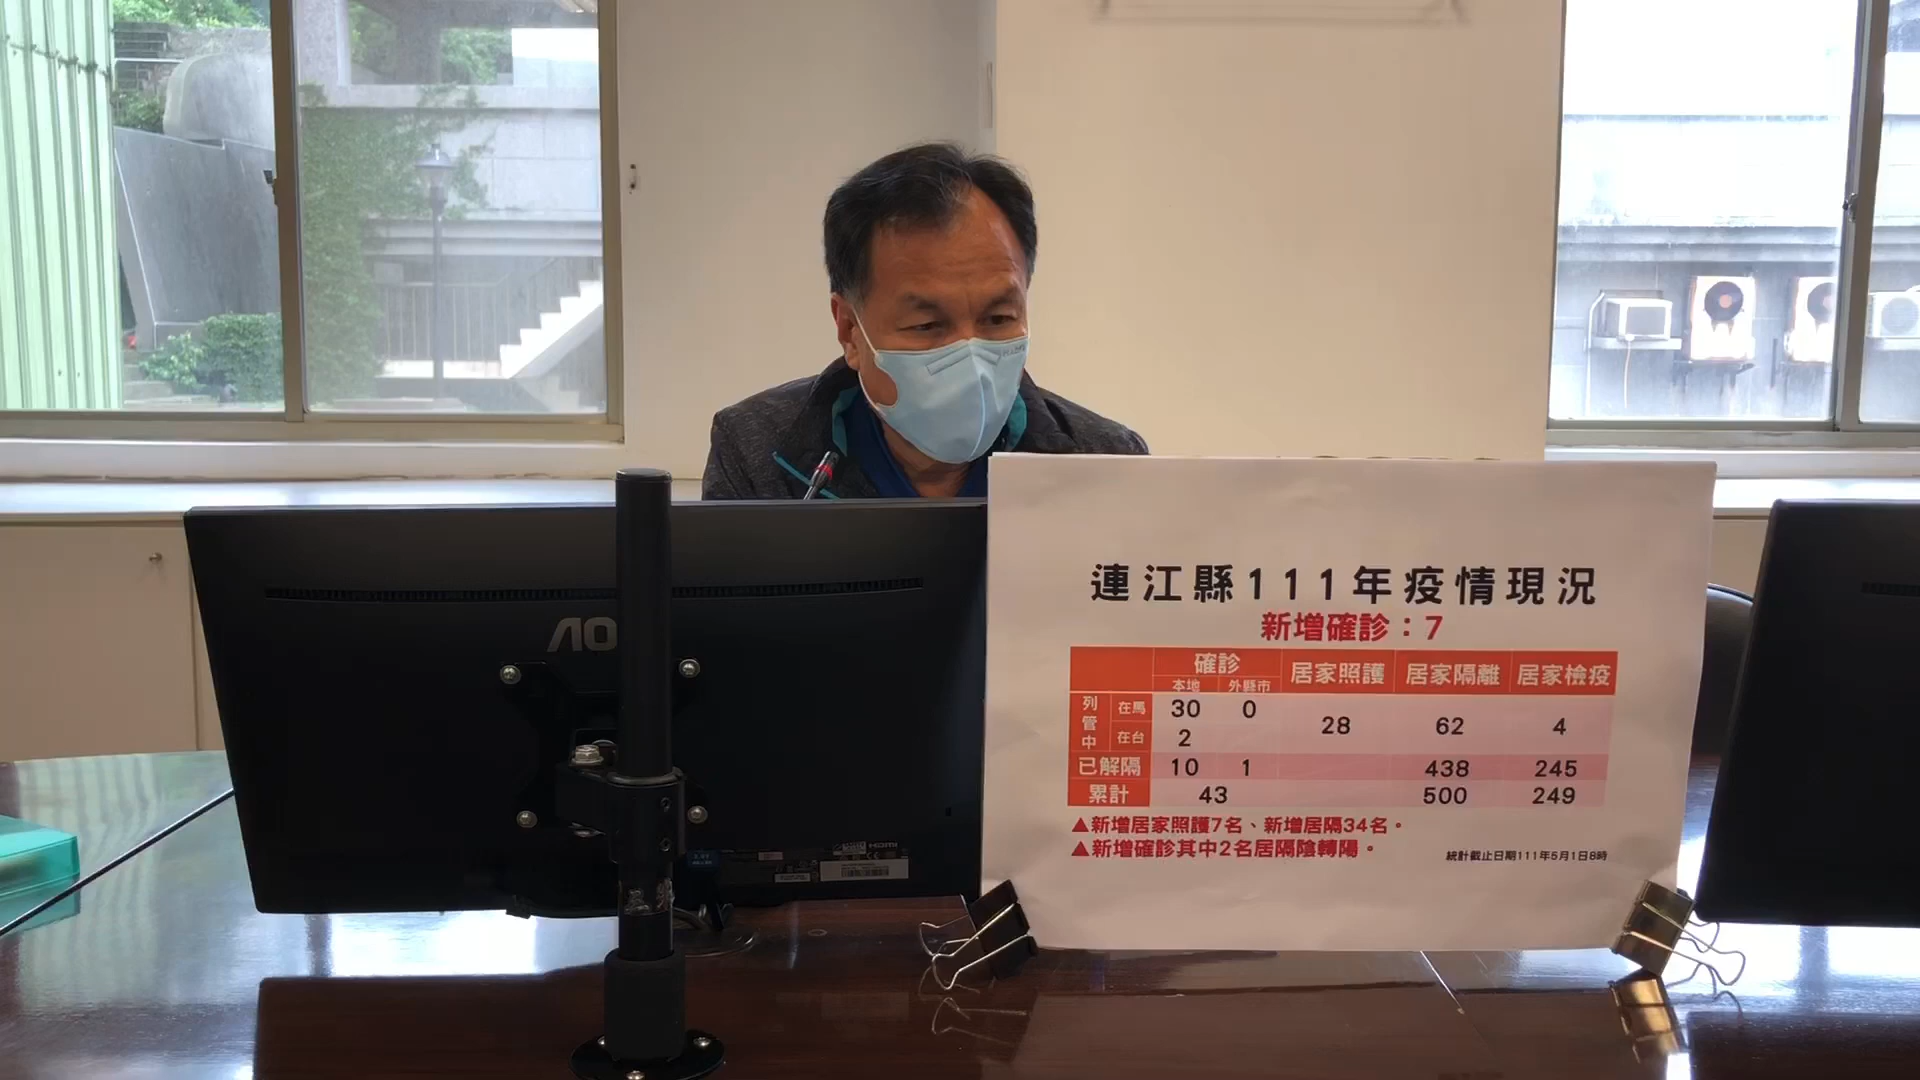 AO
HDMI
連江縣111年疫情現況
新增確診：7
確診 居家照護 居家隔離 居家檢疫
本地 外縣市
列管中 在馬 30 0 28 62 4
在台 2
已解隔 10 1 438 245
累計 43 500 249
▲新增居家照護7名、新增居隔34名。
▲新增確診其中2名居隔陰轉陽。
統計截止日期111年5月1日8時